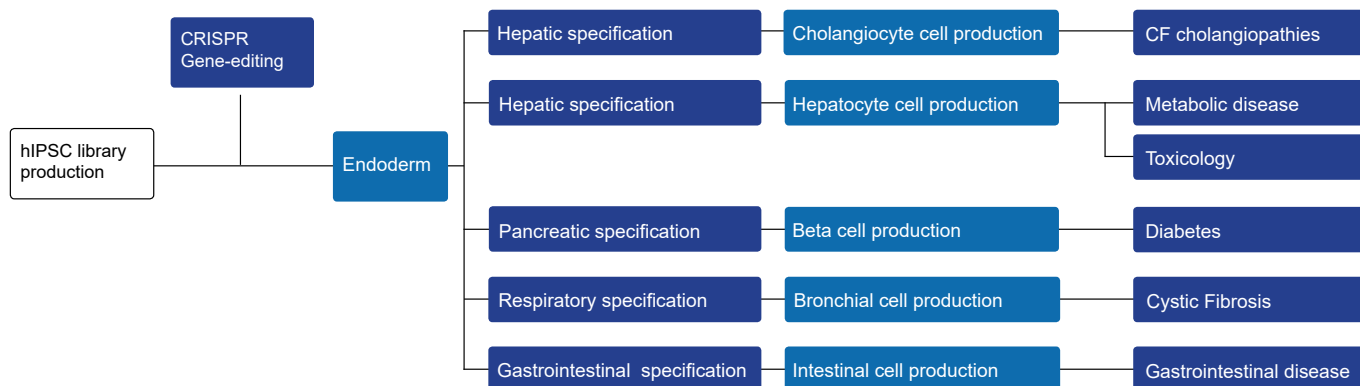 CRISPR
Gene-editing
hIPSC library
production
Endoderm
Hepatic specification
Cholangiocyte cell production
CF cholangiopathies
Hepatic specification
Hepatocyte cell production
Metabolic disease
Toxicology
Pancreatic specification
Beta cell production
Diabetes
Respiratory specification
Bronchial cell production
Cystic Fibrosis
Gastrointestinal specification
Intestinal cell production
Gastrointestinal disease